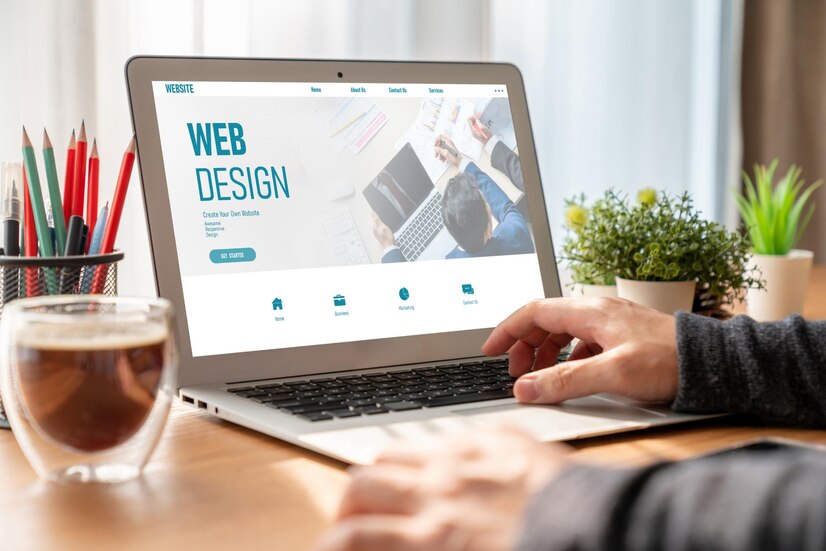 WEBSITE
Home
About Us
Contact Us
Services
WEB
DESIGN
Create Your Own Website
Awesome
Responsive
Design
GET STARTED
Home
Business
Marketing
Contact Us